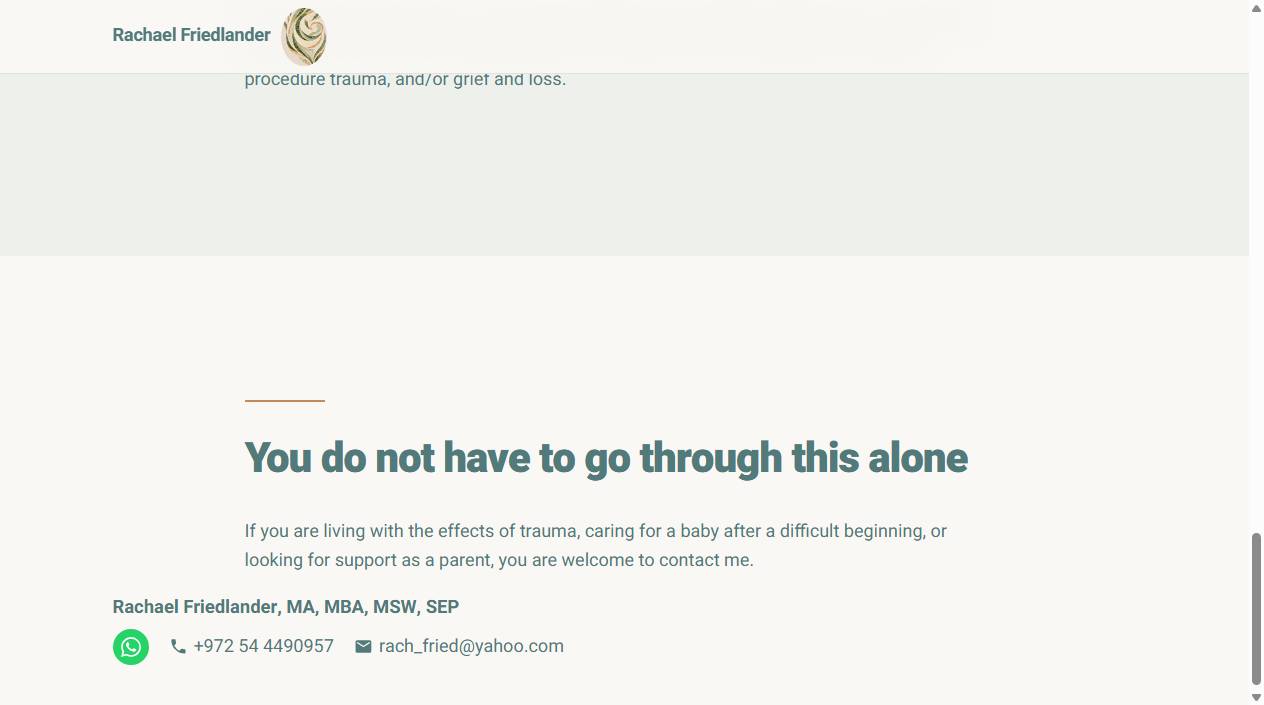 Rachael Friedlander
procedure trauma, and/or grief and loss.
You do not have to go through this alone
If you are living with the effects of trauma, caring for a baby after a difficult beginning, or
looking for support as a parent, you are welcome to contact me.
Rachael Friedlander, MA, MBA, MSW, SEP
+972 54 4490957 rach_fried@yahoo.com